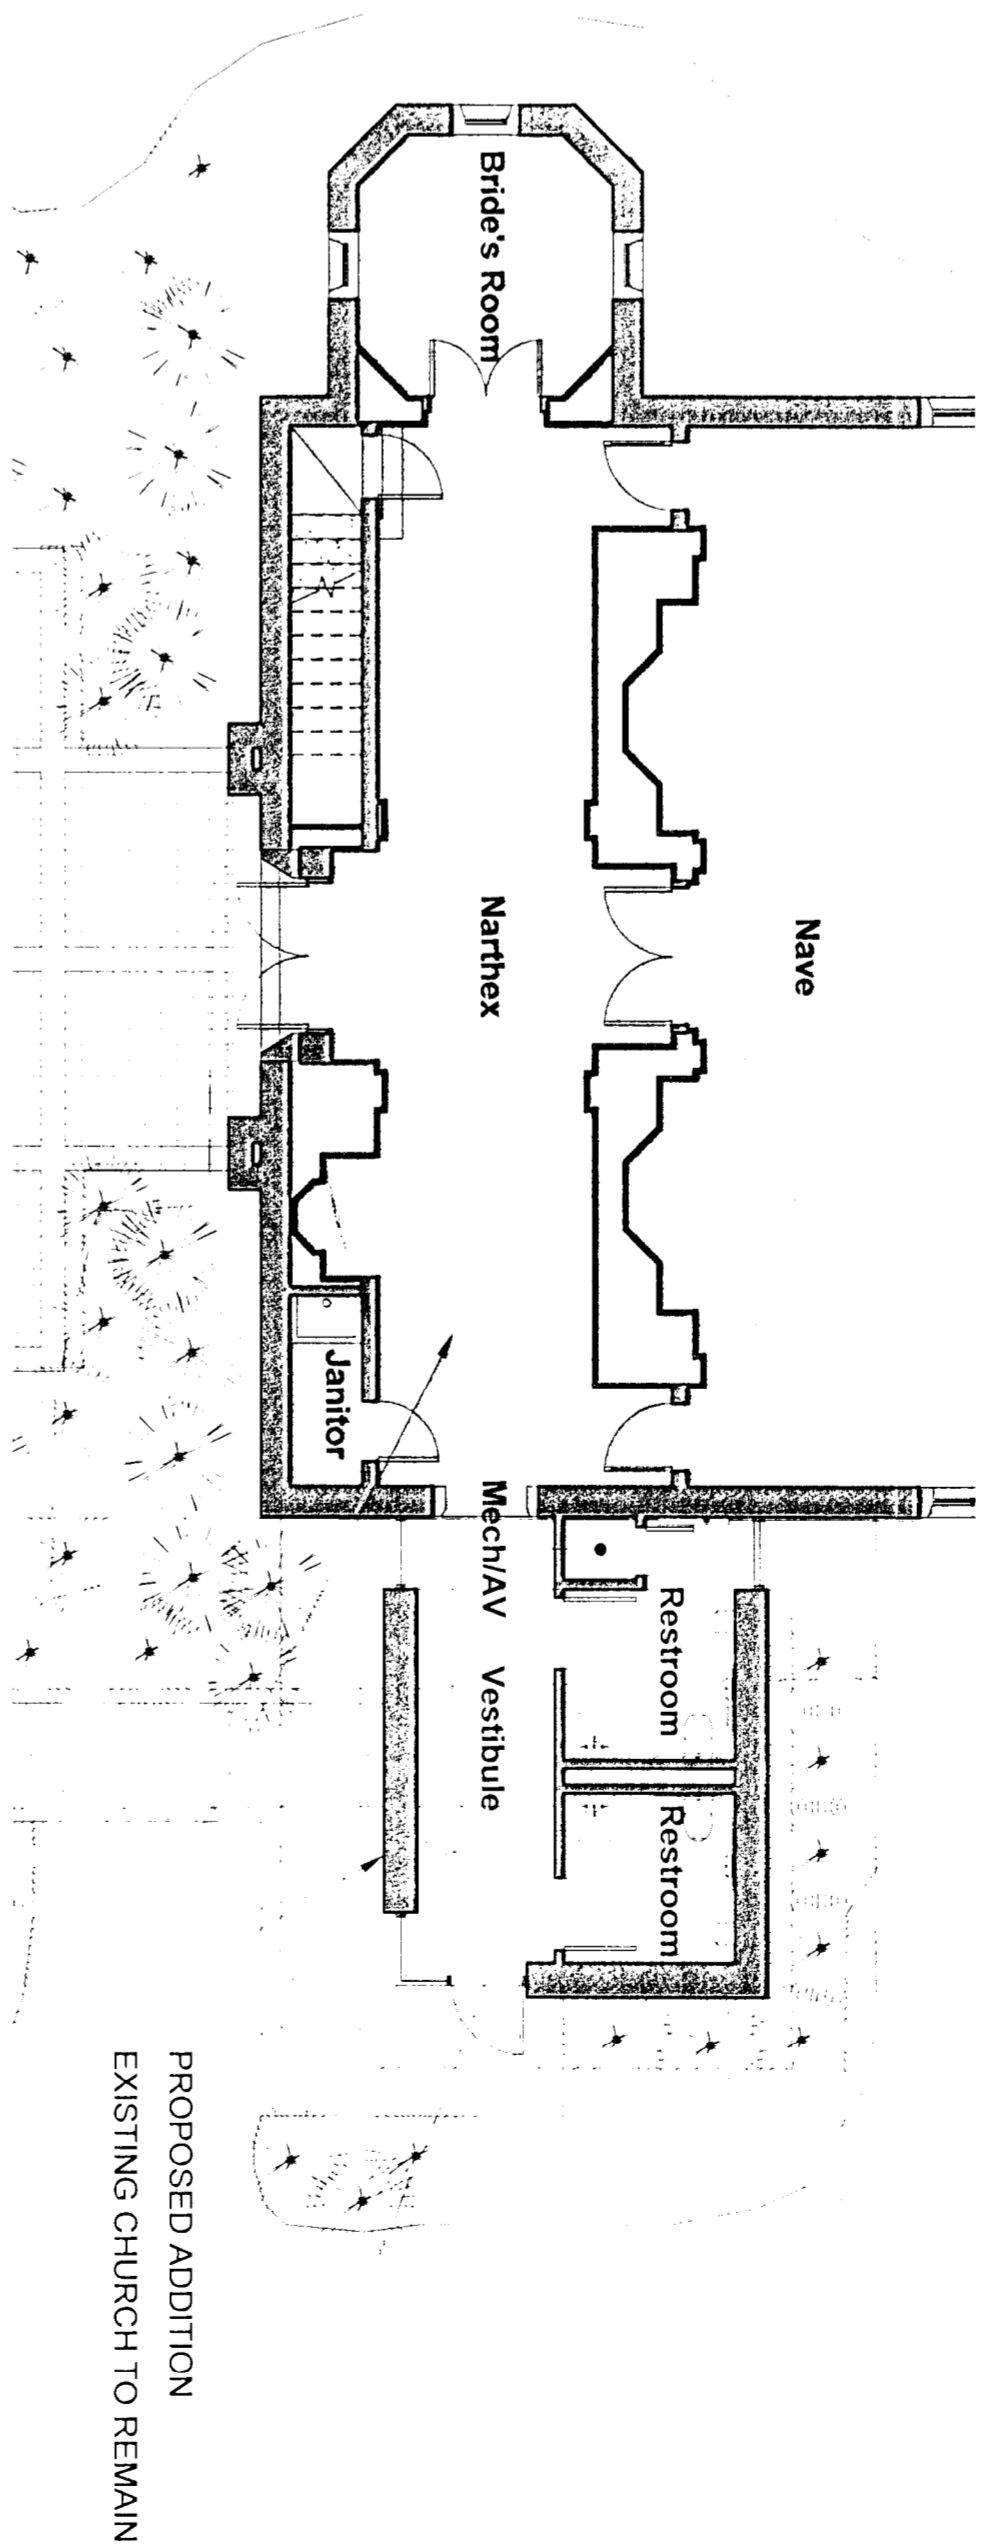 Nave
Bride's Room
Narthex
Mech/AV
Vestibule
Restroom
Restroom
Janitor
PROPOSED ADDITION
EXISTING CHURCH TO REMAIN